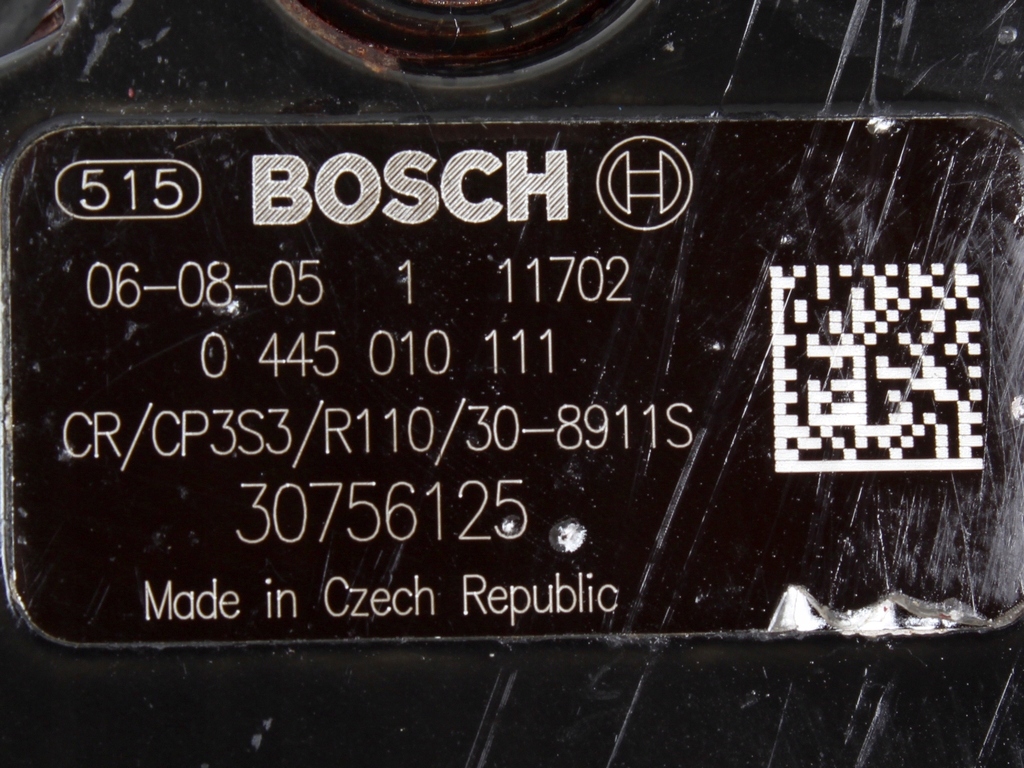 515 BOSCH
06-08-05 1 11702
0 445 010 111
CR/CP3S3/R110/30-8911S
30756125
Made in Czech Republic